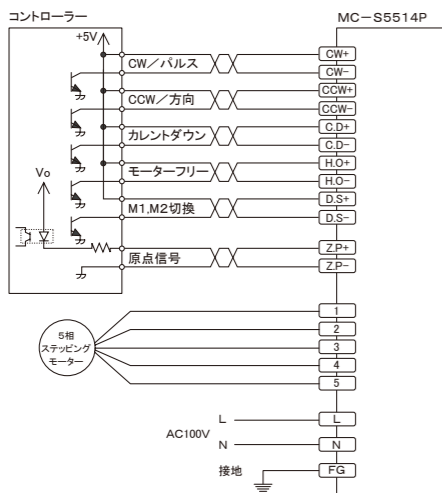 コントローラー
MC－S5514P
+5V
CW／パルス
CW+
CW-
CCW／方向
CCW+
CCW-
カレントダウン
C.D+
C.D-
モーターフリー
H.O+
H.O-
M1,M2切換
D.S+
D.S-
Vo
原点信号
Z.P+
Z.P-
5相
ステッピング
モーター
1
2
3
4
5
AC100V
L
L
N
N
接地
FG